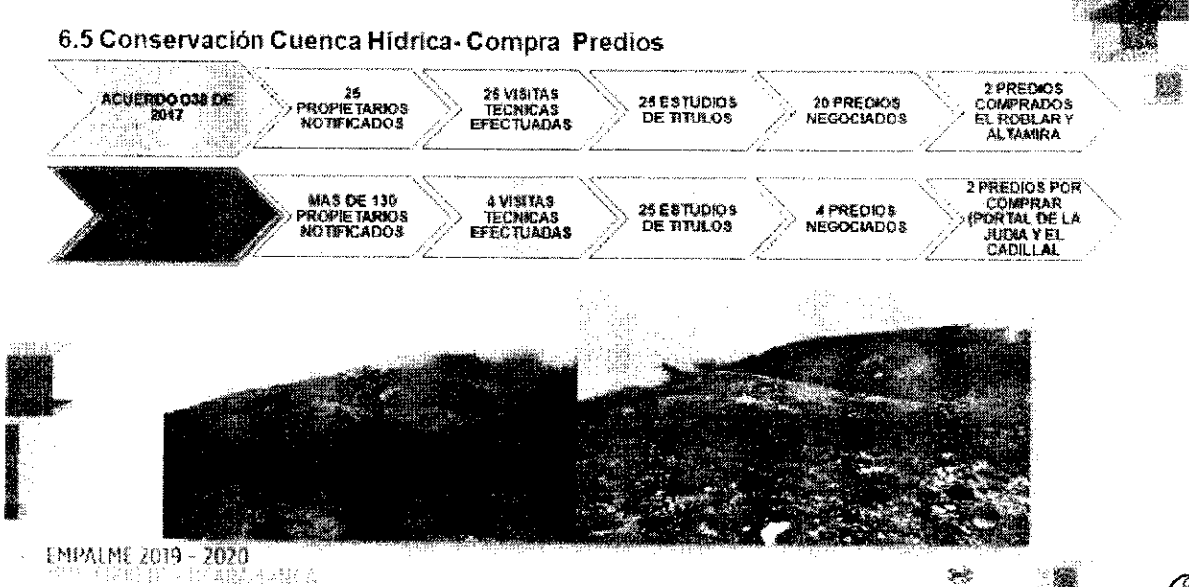 6.5 Conservación Cuenca Hídrica- Compra Predios
ACUERDO 038 DE
2017
25
PROPIETARIOS
NOTIFICADOS
25 VISITAS
TECNICAS
EFECTUADAS
25 ESTUDIOS
DE TITULOS
20 PREDIOS
NEGOCIADOS
2 PREDIOS
COMPRADOS
EL ROBLAR Y
ALTAMIRA
MAS DE 130
PROPIETARIOS
NOTIFICADOS
4 VISITAS
TECNICAS
EFECTUADAS
25 ESTUDIOS
DE TITULOS
4 PREDIOS
NEGOCIADOS
2 PREDIOS POR
COMPRAR
(PORTAL DE LA
JUDIA Y EL
CADILLAL
EMPALME 2019 - 2020